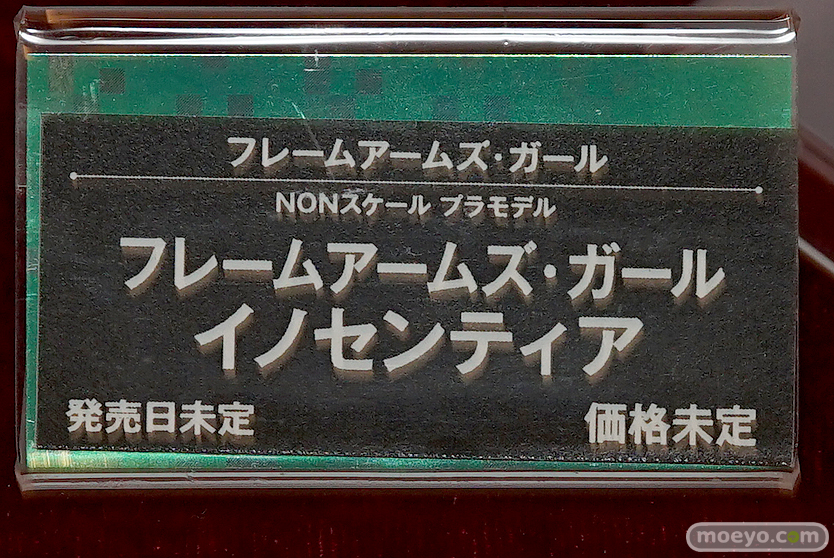 フレームアームズ・ガール
NONスケール プラモデル
フレームアームズ・ガール
イノセンティア
発売日未定
価格未定
moeyo.com